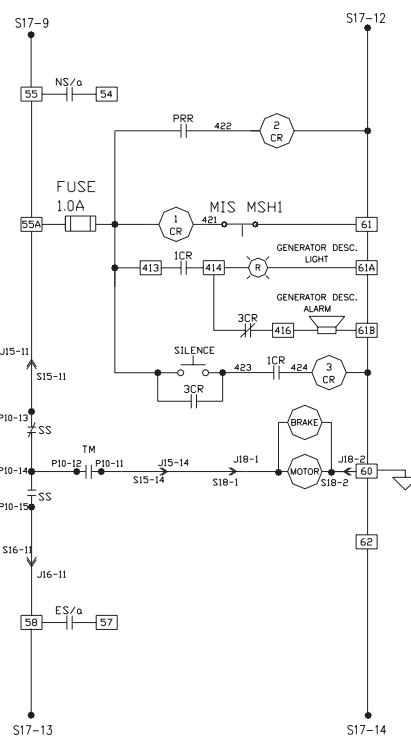 S17-9
S17-12
NS/a
55
54
PRR
422
2
CR
FUSE
1.0A
55A
1
CR
421
MIS MSH1
61
GENERATOR DESC.
LIGHT
413
1CR
414
R
61A
GENERATOR DESC.
ALARM
3CR
416
61B
J15-11
S15-11
SILENCE
3CR
423
1CR
424
3
CR
P10-13
SS
BRAKE
TM
P10-14
P10-12
P10-11
J15-14
S15-14
J18-1
S18-1
MOTOR
J18-2
S18-2
60
SS
P10-15
S16-11
J16-11
62
ES/a
58
57
S17-13
S17-14